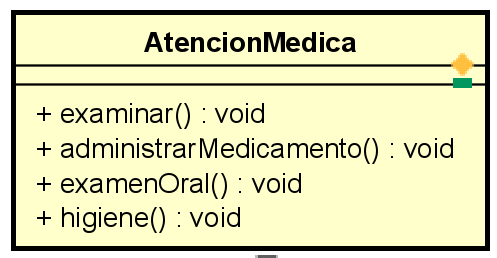 AtencionMedica
+ examinar() : void
+ administrarMedicamento() : void
+ examenOral() : void
+ higiene() : void